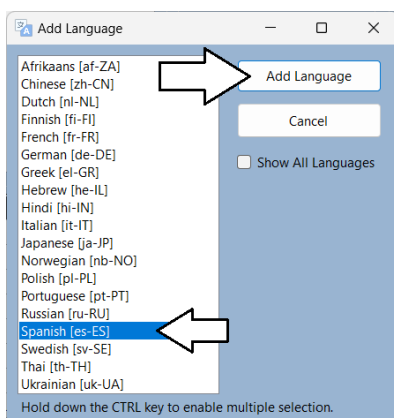 Add Language
Afrikaans [af-ZA]
Chinese [zh-CN]
Dutch [nl-NL]
Finnish [fi-FI]
French [fr-FR]
German [de-DE]
Greek [el-GR]
Hebrew [he-IL]
Hindi [hi-IN]
Italian [it-IT]
Japanese [ja-JP]
Norwegian [nb-NO]
Polish [pl-PL]
Portuguese [pt-PT]
Russian [ru-RU]
Spanish [es-ES]
Swedish [sv-SE]
Thai [th-TH]
Ukrainian [uk-UA]
Add Language
Cancel
Show All Languages
Hold down the CTRL key to enable multiple selection.